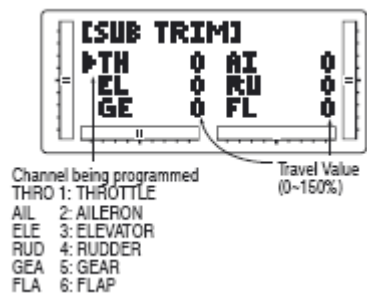 [SUB TRIM]
TH 0 AI 0
EL 0 RU 0
GE 0 FL 0
Channel being programmed
Travel Value
(0~150%)
THRO 1: THROTTLE
AIL 2: AILERON
ELE 3: ELEVATOR
RUD 4: RUDDER
GEA 5: GEAR
FLA 6: FLAP